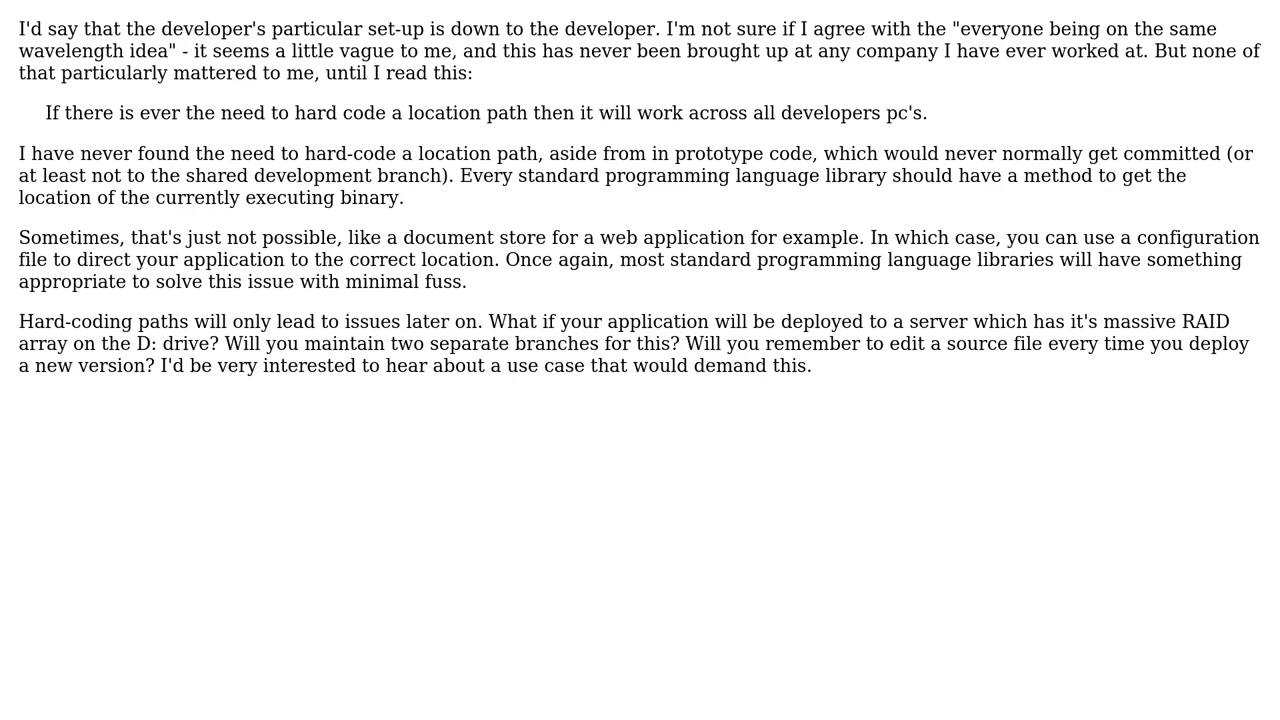 I'd say that the developer's particular set-up is down to the developer. I'm not sure if I agree with the "everyone being on the same
wavelength idea" - it seems a little vague to me, and this has never been brought up at any company I have ever worked at. But none of
that particularly mattered to me, until I read this:
If there is ever the need to hard code a location path then it will work across all developers pc's.
I have never found the need to hard-code a location path, aside from in prototype code, which would never normally get committed (or
at least not to the shared development branch). Every standard programming language library should have a method to get the
location of the currently executing binary.
Sometimes, that's just not possible, like a document store for a web application for example. In which case, you can use a configuration
file to direct your application to the correct location. Once again, most standard programming language libraries will have something
appropriate to solve this issue with minimal fuss.
Hard-coding paths will only lead to issues later on. What if your application will be deployed to a server which has it's massive RAID
array on the D: drive? Will you maintain two separate branches for this? Will you remember to edit a source file every time you deploy
a new version? I'd be very interested to hear about a use case that would demand this.